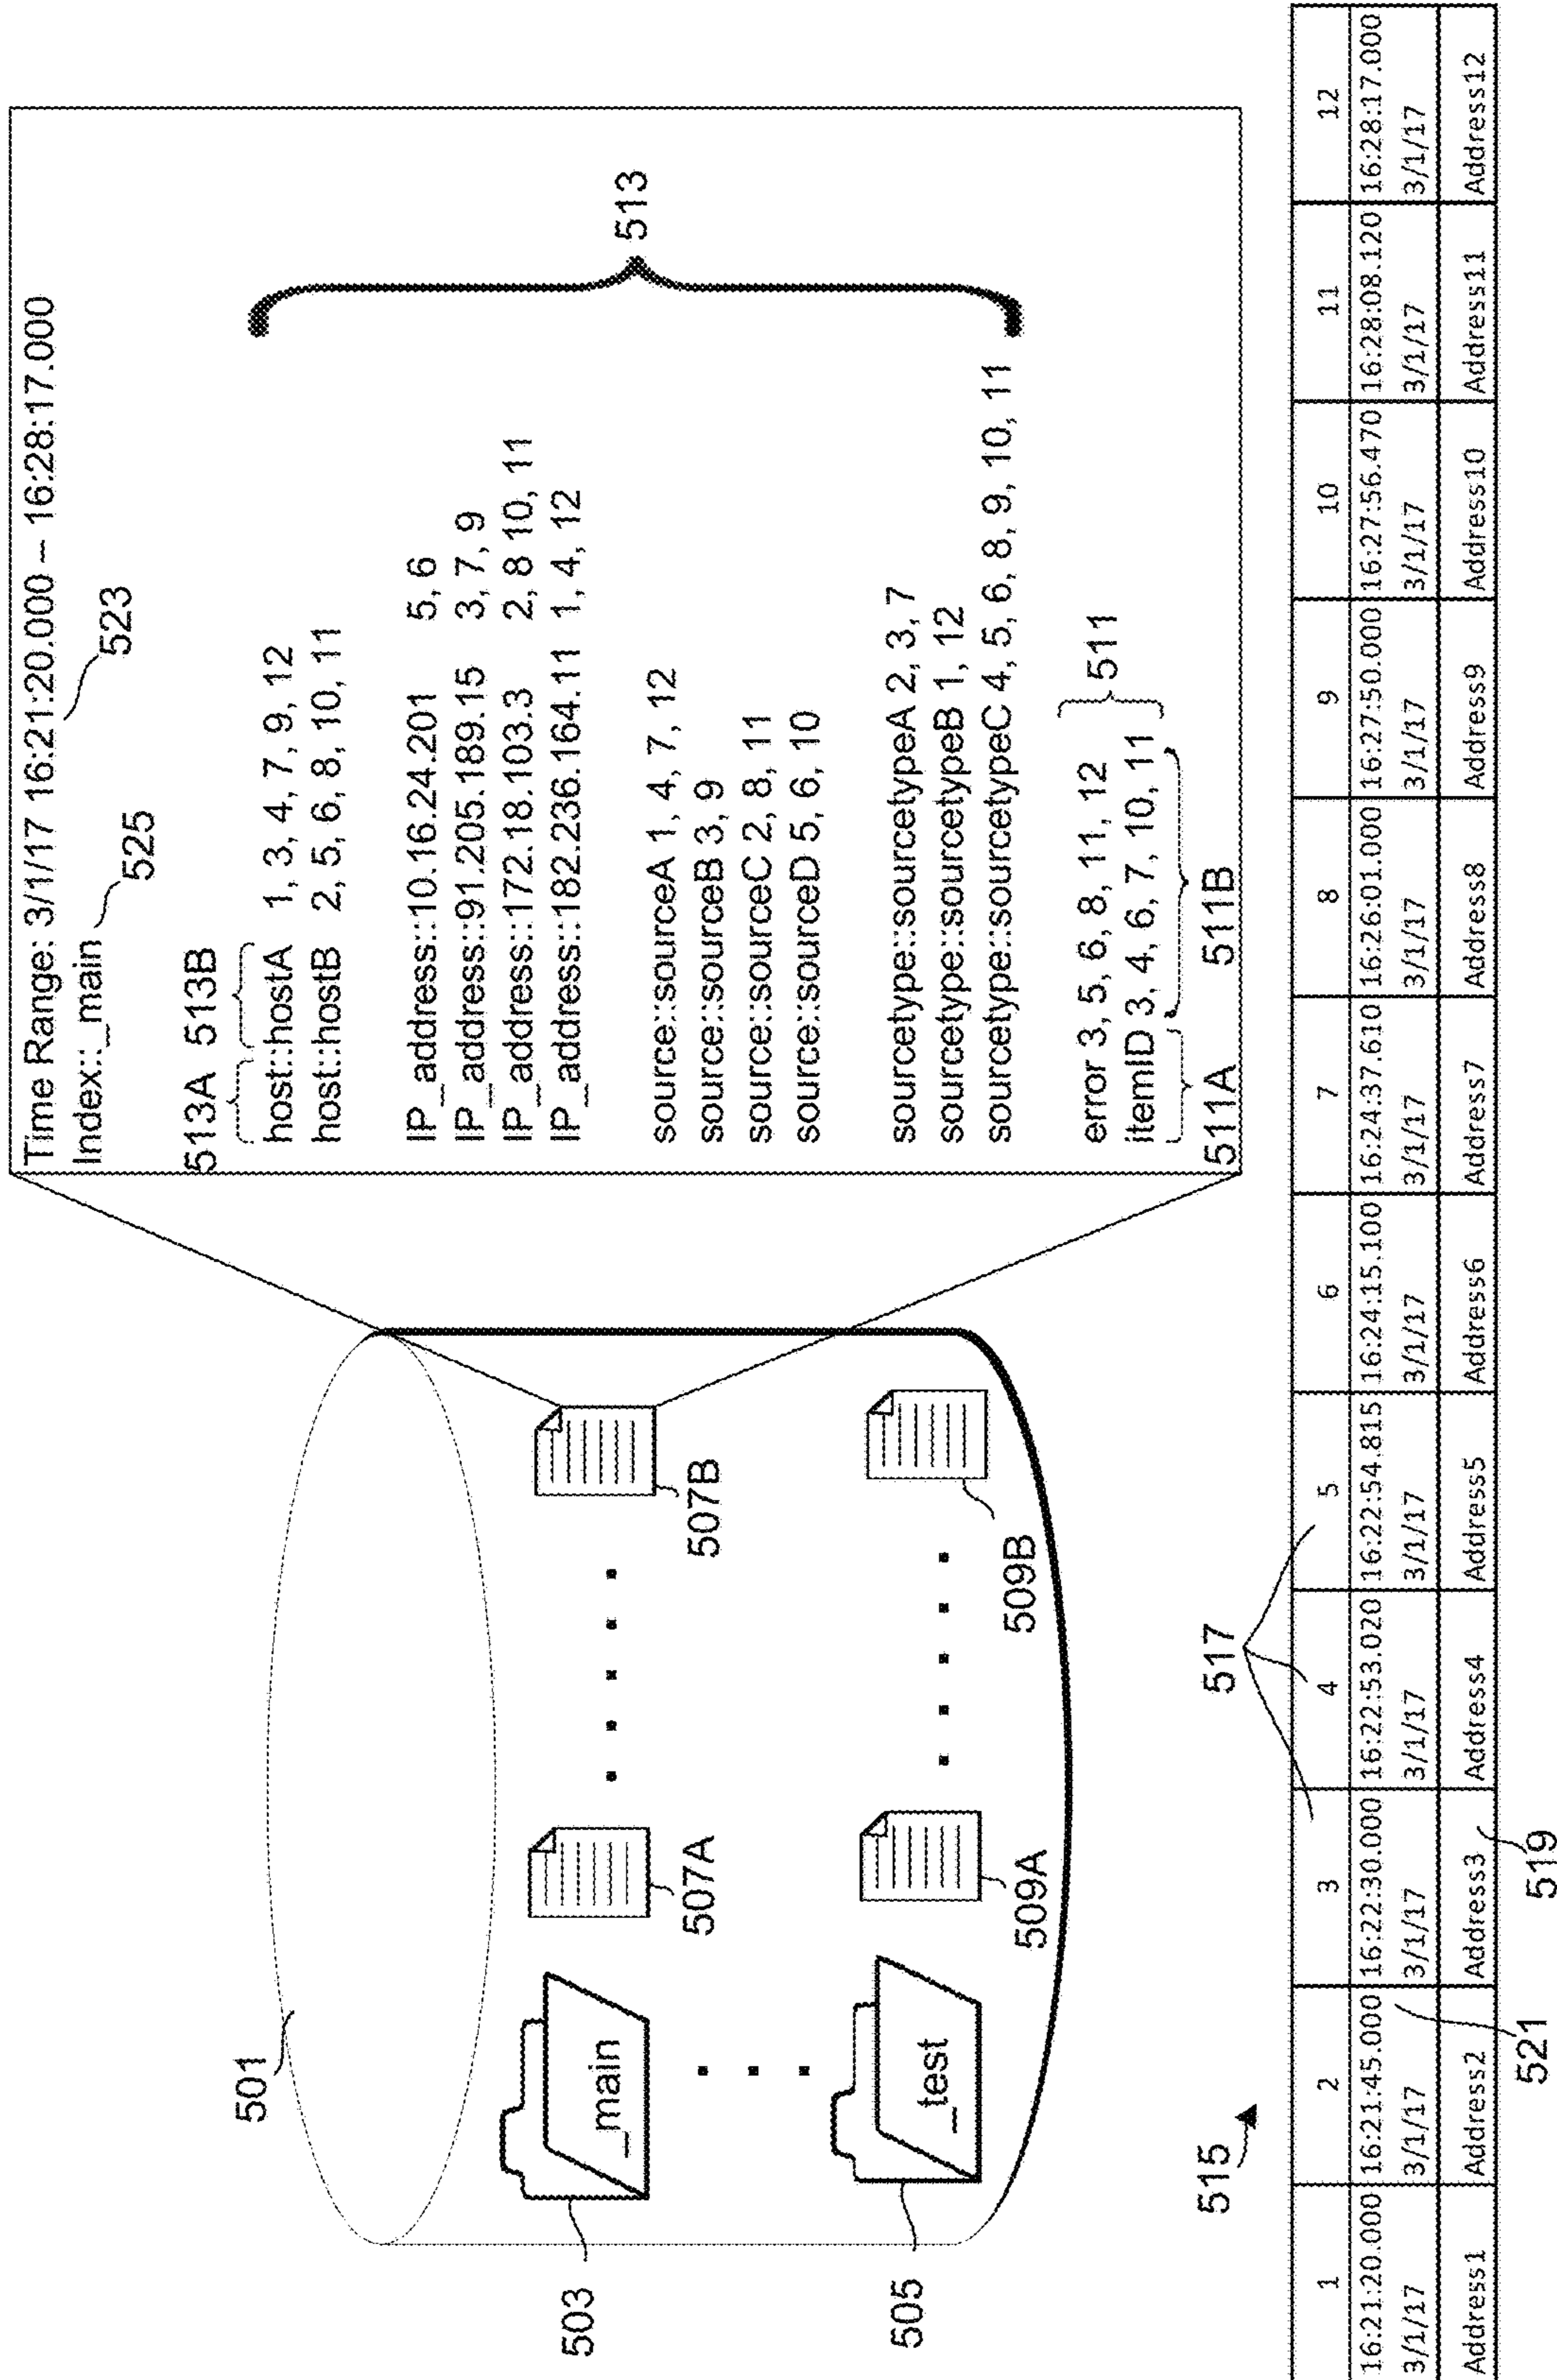 Time Range: 3/1/17 16:21:20.000 – 16:28:17.000
523
Index::_main
525
513A 513B
host::hostA 1, 3, 4, 7, 9, 12
host::hostB 2, 5, 6, 8, 10, 11
IP_address::10.16.24.201 5, 6
IP_address::91.205.189.15 3, 7, 9
IP_address::172.18.103.3 2, 8 10, 11
IP_address::182.236.164.11 1, 4, 12
513
source::sourceA 1, 4, 7, 12
source::sourceB 3, 9
source::sourceC 2, 8, 11
source::sourceD 5, 6, 10
sourcetype::sourcetypeA 2, 3, 7
sourcetype::sourcetypeB 1, 12
sourcetype::sourcetypeC 4, 5, 6, 8, 9, 10, 11
error 3, 5, 6, 8, 11, 12
itemID 3, 4, 6, 7, 10, 11
511
511A 511B
501
503
_main
507A
507B
505
_test
509A
509B
515
517
1 2 3 4 5 6 7 8 9 10 11 12
16:21:20.000 16:21:45.000 16:22:30.000 16:22:53.020 16:22:54.815 16:24:15.100 16:24:37.610 16:26:01.000 16:27:50.000 16:27:56.470 16:28:08.120 16:28:17.000
3/1/17 3/1/17 3/1/17 3/1/17 3/1/17 3/1/17 3/1/17 3/1/17 3/1/17 3/1/17 3/1/17 3/1/17
Address1 Address2 Address3 Address4 Address5 Address6 Address7 Address8 Address9 Address10 Address11 Address12
521
519